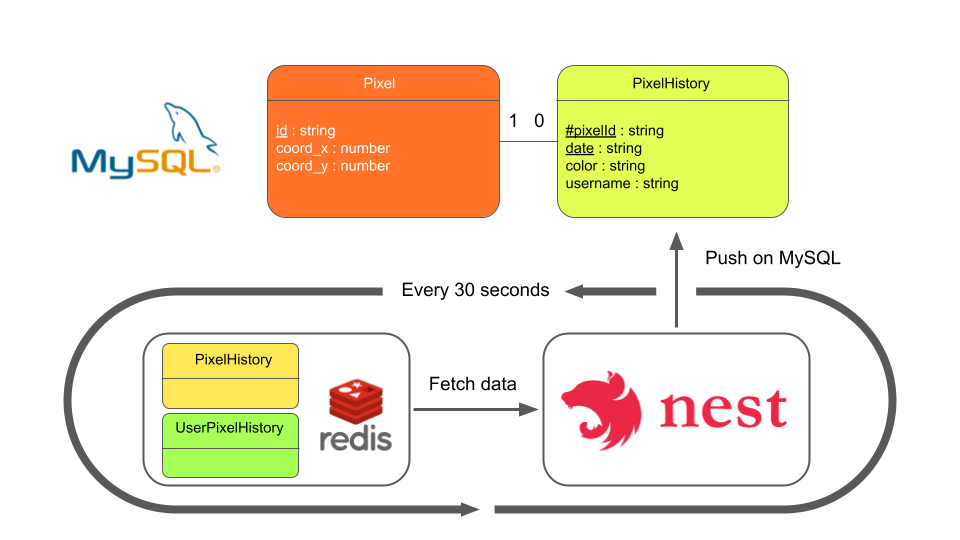 Pixel
id : string
coord_x : number
coord_y : number
1 0
PixelHistory
#pixelId : string
date : string
color : string
username : string
MySQL®
Push on MySQL
Every 30 seconds
PixelHistory
UserPixelHistory
redis
Fetch data
nest